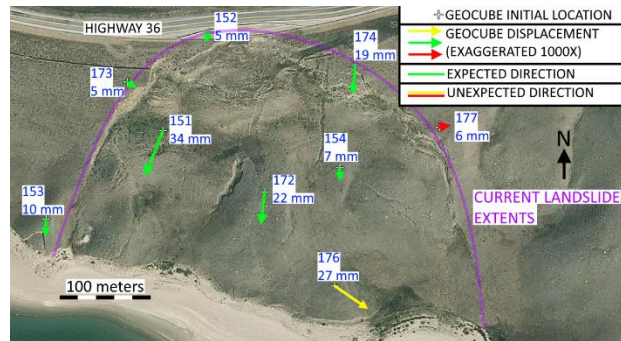 HIGHWAY 36
152
5 mm
174
19 mm
173
5 mm
151
34 mm
154
7 mm
177
6 mm
153
10 mm
172
22 mm
176
27 mm
100 meters
GEOCUBE INITIAL LOCATION
GEOCUBE DISPLACEMENT
(EXAGGERATED 1000X)
EXPECTED DIRECTION
UNEXPECTED DIRECTION
N
CURRENT LANDSLIDE
EXTENTS